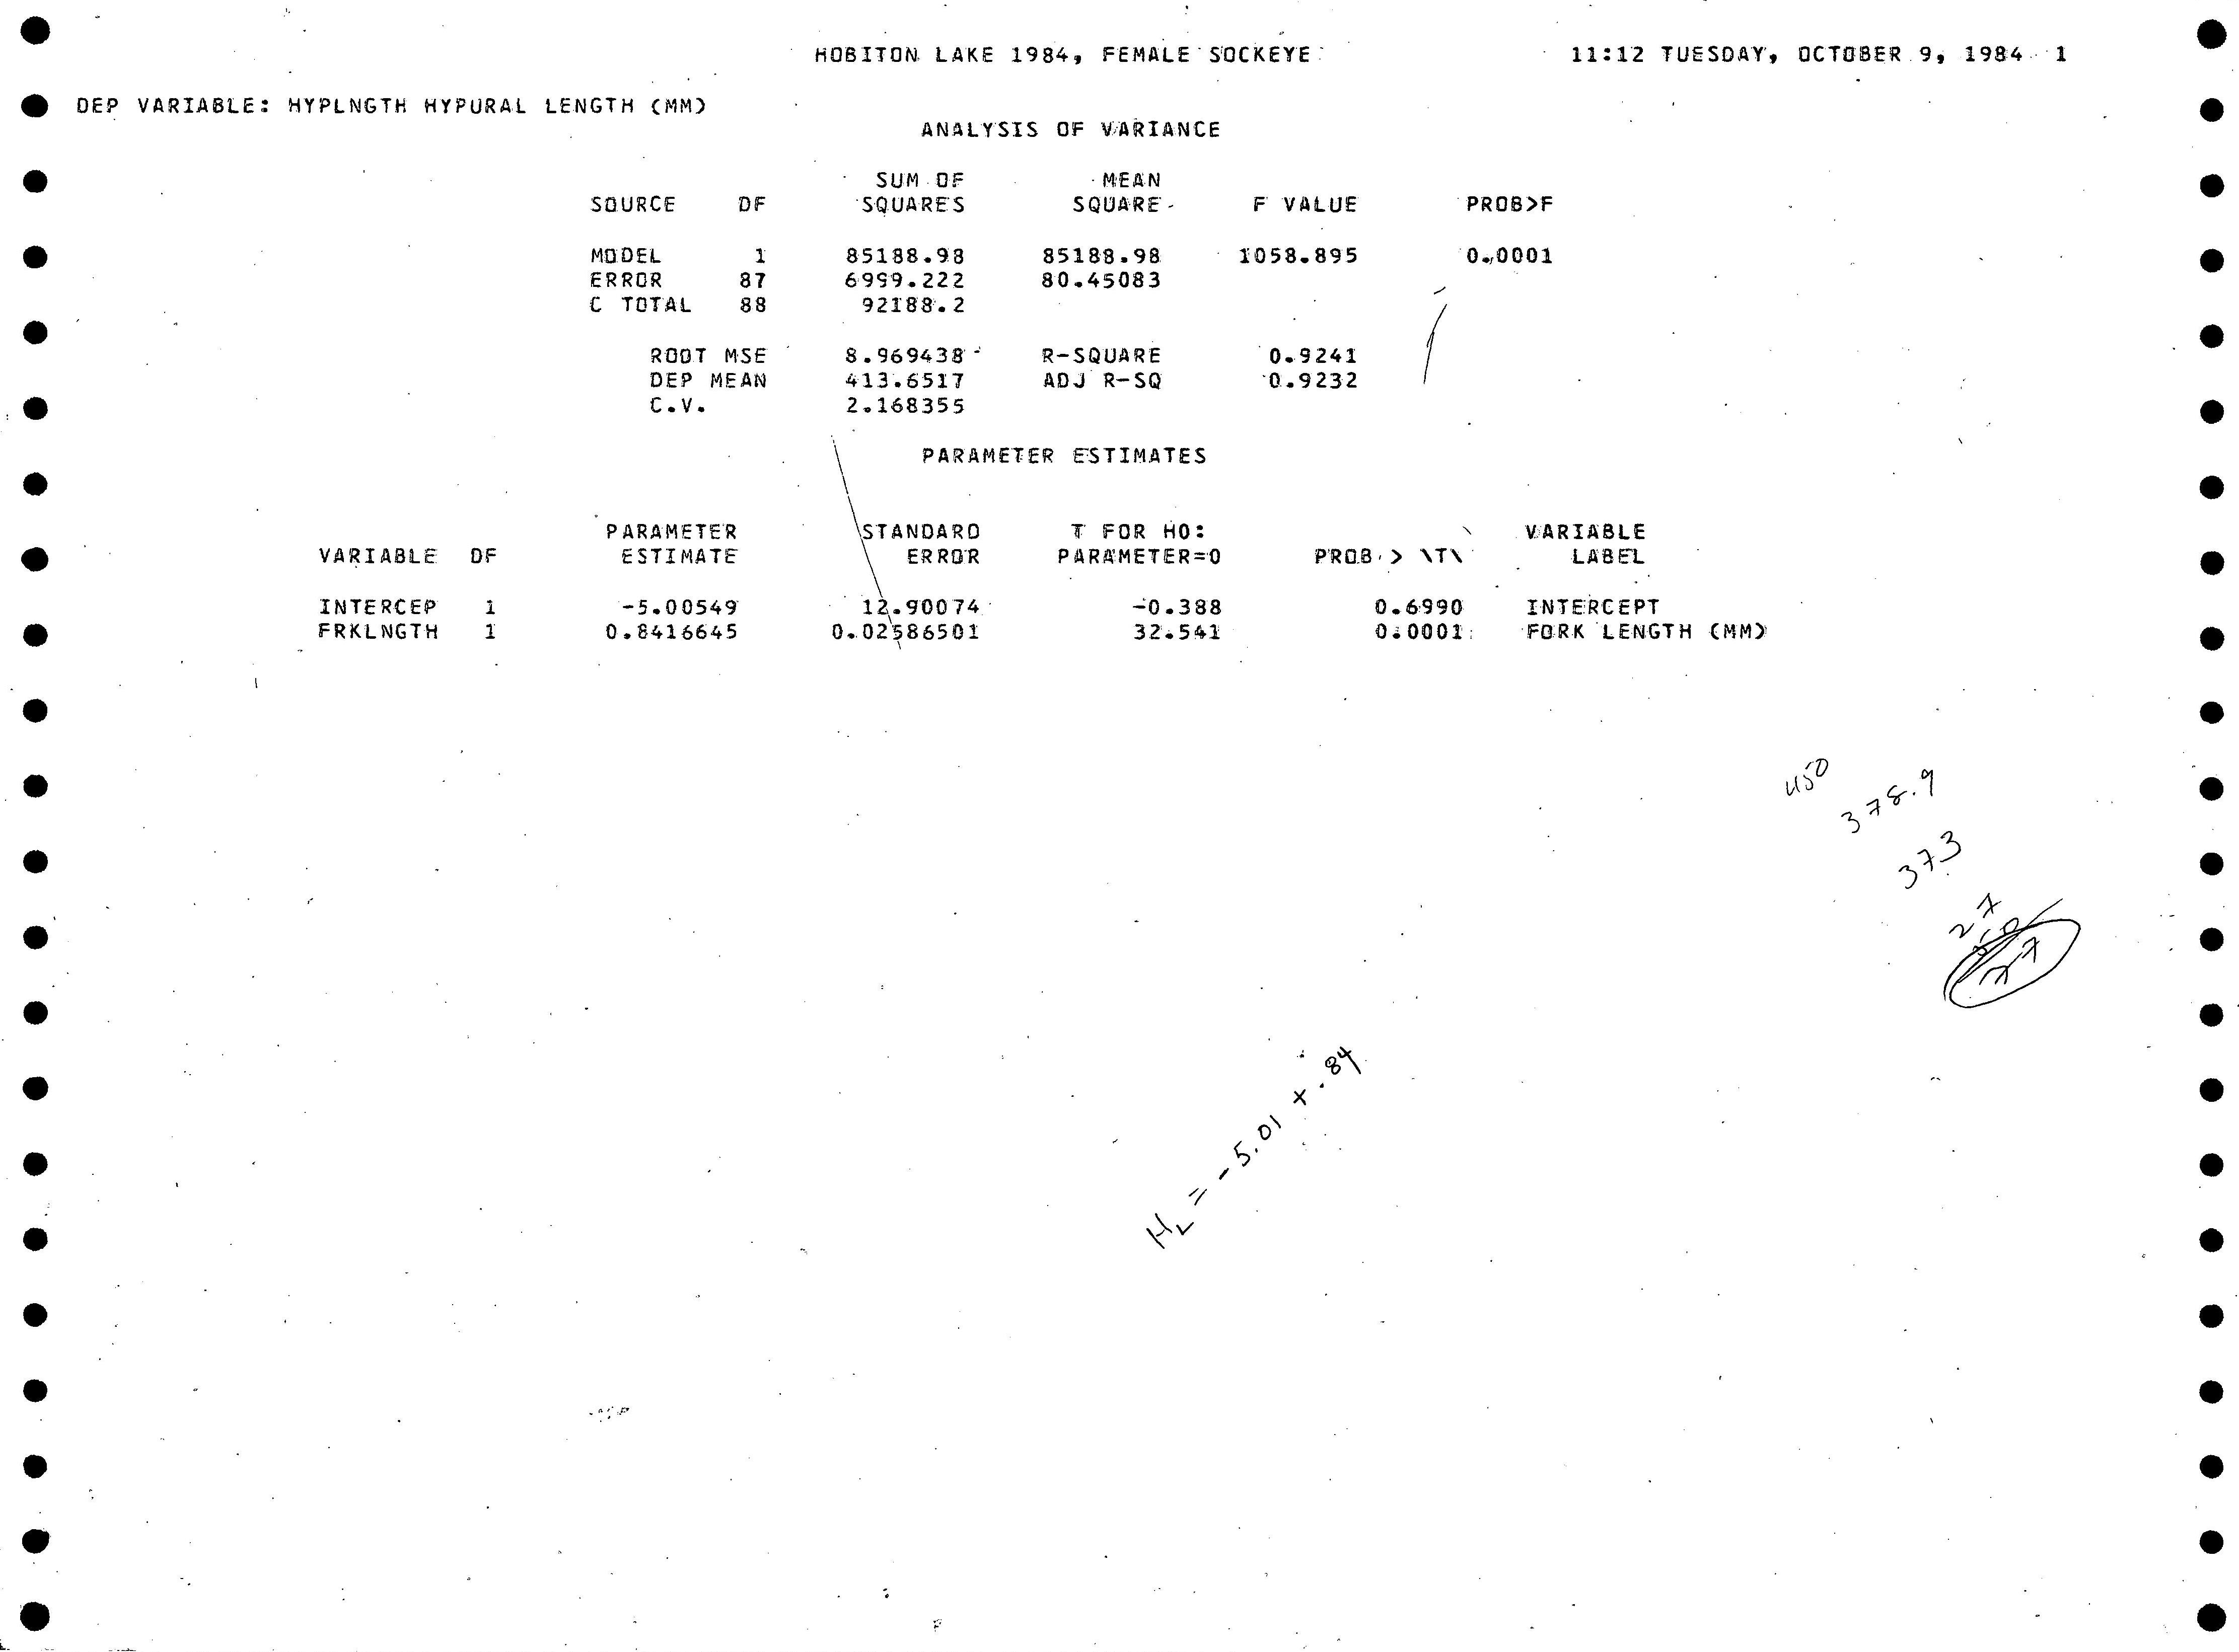 HOBITON LAKE 1984, FEMALE SOCKEYE 11:12 TUESDAY, OCTOBER 9, 1984 1
DEP VARIABLE: HYPLNGTH HYPURAL LENGTH (MM)
ANALYSIS OF VARIANCE
SUM OF MEAN
SOURCE DF SQUARES SQUARE F VALUE PROB>F
MODEL 1 85188.98 85188.98 1058.895 0.0001
ERROR 87 6999.222 80.45083
C TOTAL 88 92188.2
ROOT MSE 8.969438 R-SQUARE 0.9241
DEP MEAN 413.6517 ADJ R-SQ 0.9232
C.V. 2.168355
PARAMETER ESTIMATES
PARAMETER STANDARD T FOR H0: VARIABLE
VARIABLE DF ESTIMATE ERROR PARAMETER=0 PROB > \T\ LABEL
INTERCEP 1 -5.00549 12.90074 -0.388 0.6990 INTERCEPT
FRKLNGTH 1 0.8416645 0.02586501 32.541 0.0001 FORK LENGTH (MM)
450
378.9
373
27
27
HL = -5.01 + .84